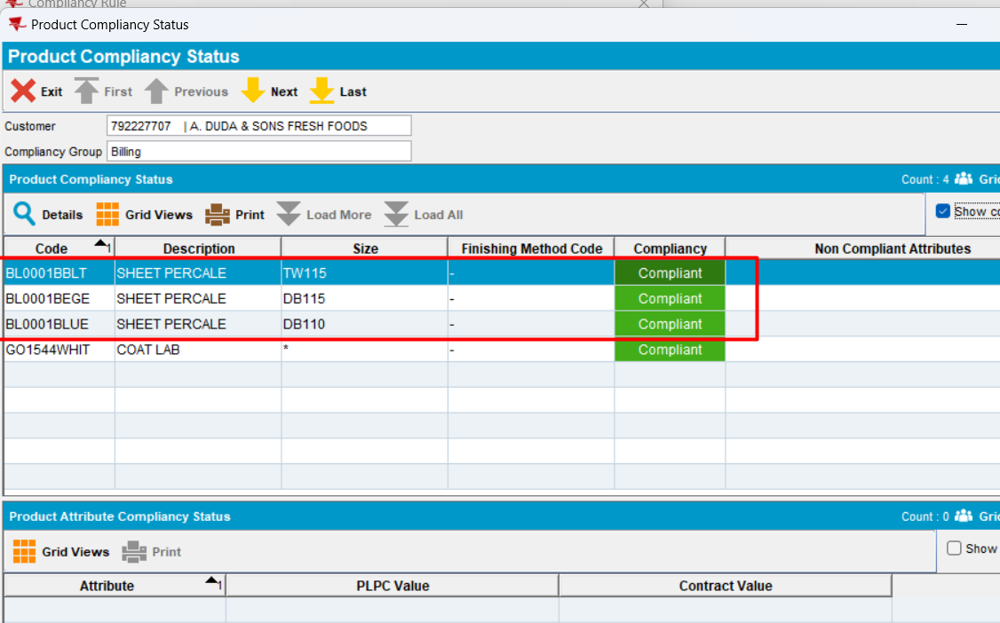 Compliancy Rule
Product Compliancy Status
Product Compliancy Status
Exit First Previous Next Last
Customer 792227707 | A. DUDA & SONS FRESH FOODS
Compliancy Group Billing
Product Compliancy Status Count : 4 Gri
Details Grid Views Print Load More Load All Show co
Code 1 Description Size Finishing Method Code Compliancy Non Compliant Attributes
BL0001BBLT SHEET PERCALE TW115 - Compliant
BL0001BEGE SHEET PERCALE DB115 - Compliant
BL0001BLUE SHEET PERCALE DB110 - Compliant
GO1544WHIT COAT LAB * - Compliant
Product Attribute Compliancy Status Count : 0 Gri
Grid Views Print Show
Attribute 1 PLPC Value Contract Value